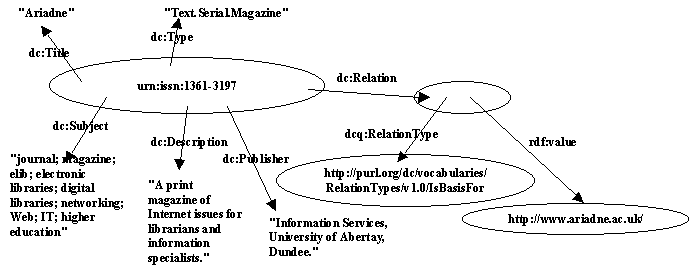 "Ariadne"
"Text.Serial.Magazine"
dc:Title
dc:Type
urn:issn:1361-3197
dc:Relation
dc:Subject
dc:Description
dc:Publisher
dcq:RelationType
rdf:value
"journal; magazine;
elib; electronic
libraries; digital
libraries; networking;
Web; IT; higher
education"
"A print
magazine of
Internet issues for
librarians and
information
specialists."
"Information Services,
University of Abertay,
Dundee."
http://purl.org/dc/vocabularies/
RelationTypes/v1.0/IsBasisFor
http://www.ariadne.ac.uk/